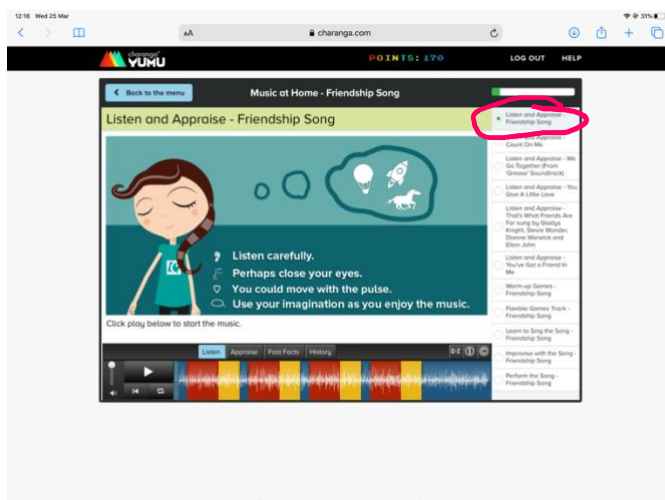 12:16 Wed 25 Mar
31%
AA
charanga.com
charanga
YUMU
POINTS: 170
LOG OUT
HELP
Back to the menu
Music at Home - Friendship Song
Listen and Appraise - Friendship Song
Listen carefully.
Perhaps close your eyes.
You could move with the pulse.
Use your imagination as you enjoy the music.
Click play below to start the music.
Listen
Appraise
Fast Facts
History
Listen and Appraise -
Friendship Song
Listen and Appraise -
Count On Me
Listen and Appraise - We
Go Together (From
'Grease' Soundtrack)
Listen and Appraise - You
Give A Little Love
Listen and Appraise -
That's What Friends Are
For sung by Gladys
Knight, Stevie Wonder,
Dionne Warwick and
Elton John
Listen and Appraise -
You've Got a Friend In
Me
Warm-up Games -
Friendship Song
Flexible Games Track -
Friendship Song
Learn to Sing the Song -
Friendship Song
Improvise with the Song -
Friendship Song
Perform the Song -
Friendship Song